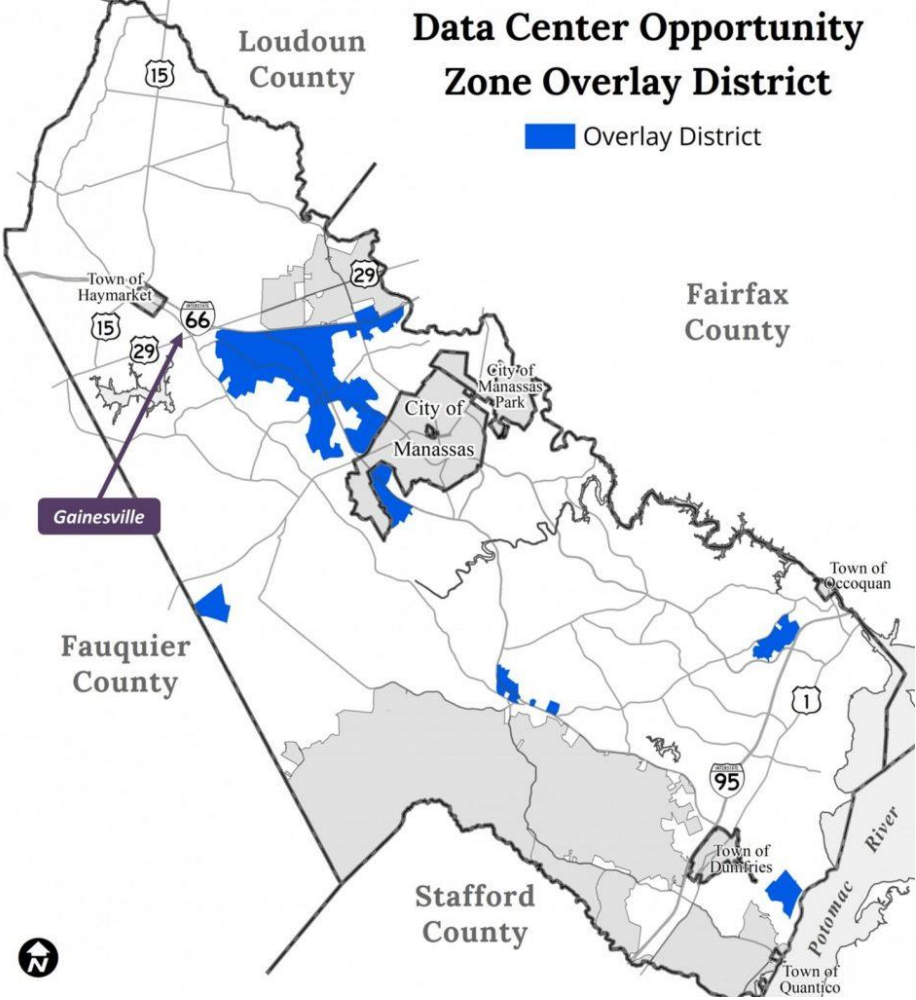 Data Center Opportunity
Zone Overlay District
Overlay District
Loudoun
County
15
29
Fairfax
County
Town of
Haymarket
INTERSTATE
66
15
29
City of
Manassas
Park
City of
Manassas
Gainesville
Town of
Occoquan
Fauquier
County
1
INTERSTATE
95
Town of
Dumfries
River
Potomac
Stafford
County
N
Town of
Quantico